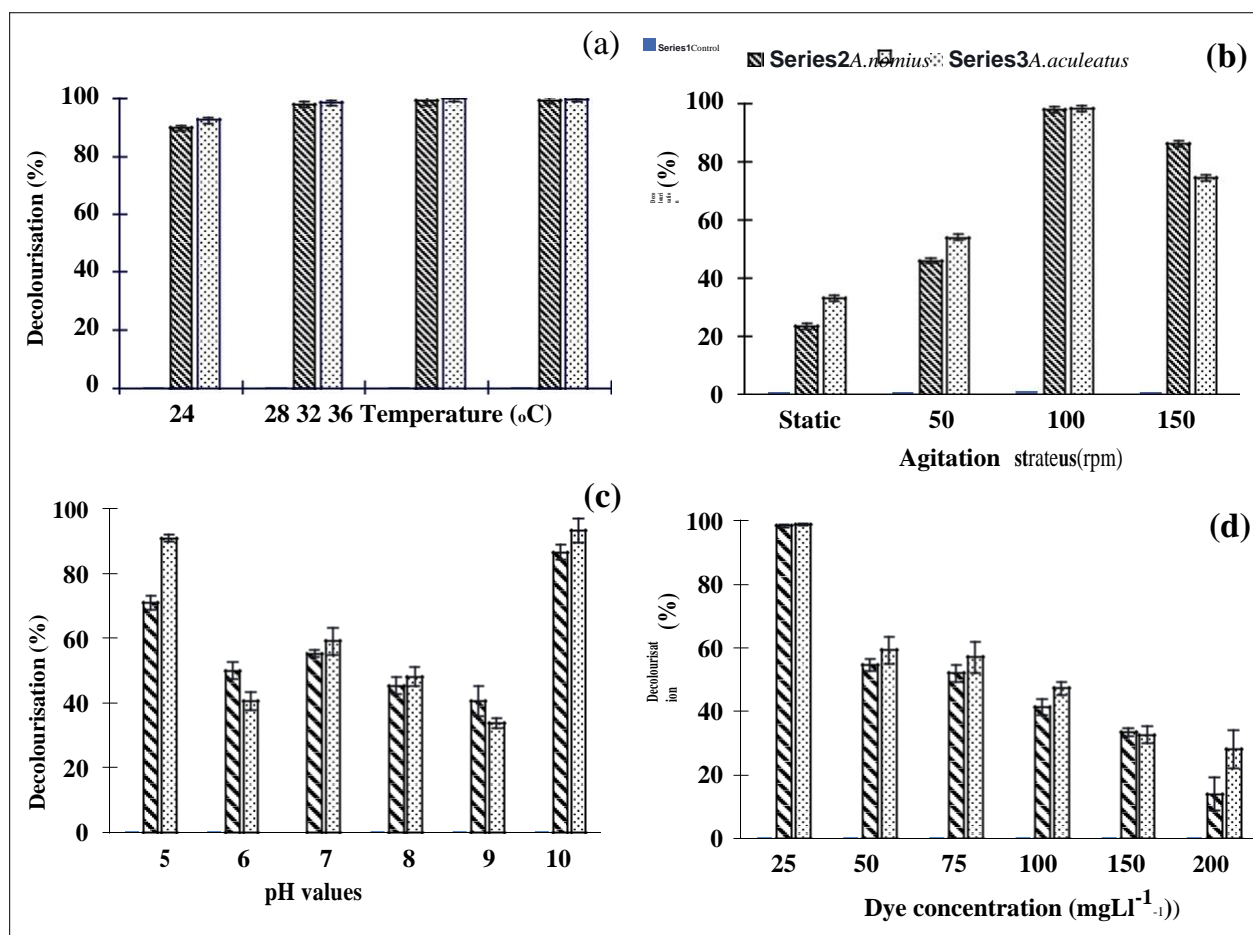 (a)
Series1Control
Series2A.nomius Series3A.aculeatus
(b)
Decolourisation (%)
100
80
60
40
20
0
24 28 32 36 Temperature (oC)
(%)
100
80
60
40
20
0
Static 50 100 150
Agitation strateus(rpm)
(c)
Decolourisation (%)
100
80
60
40
20
0
5 6 7 8 9 10
pH values
(d)
Decolourisat
ion
(%)
100
80
60
40
20
0
25 50 75 100 150 200
Dye concentration (mgLl-1 -1))